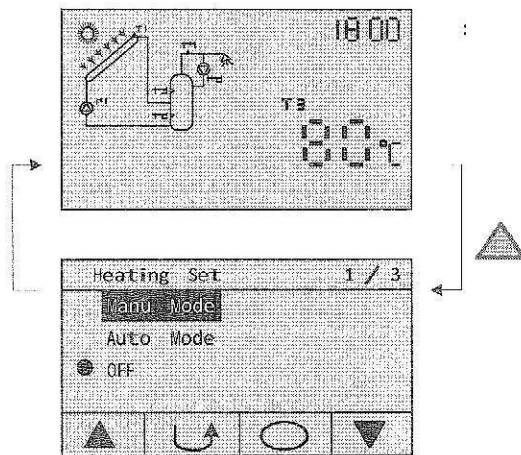 18:00
T3
80°C
Heating Set 1 / 3
Manu. Mode
Auto Mode
OFF